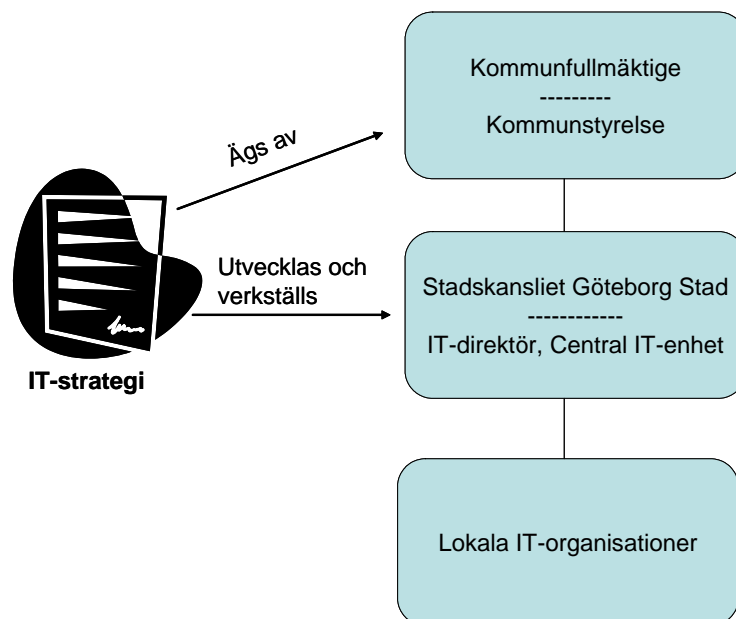 Kommunfullmäktige
---------
Kommunstyrelse
Ägs av
Utvecklas och
verkställs
Stadskansliet Göteborg Stad
------------
IT-direktör, Central IT-enhet
IT-strategi
Lokala IT-organisationer